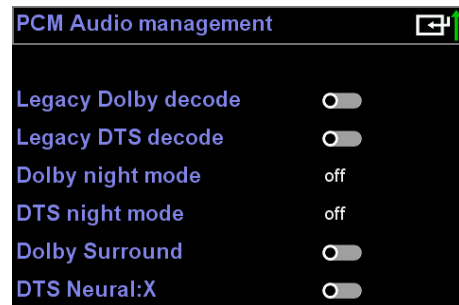 PCM Audio management
Legacy Dolby decode
Legacy DTS decode
Dolby night mode off
DTS night mode off
Dolby Surround
DTS Neural:X